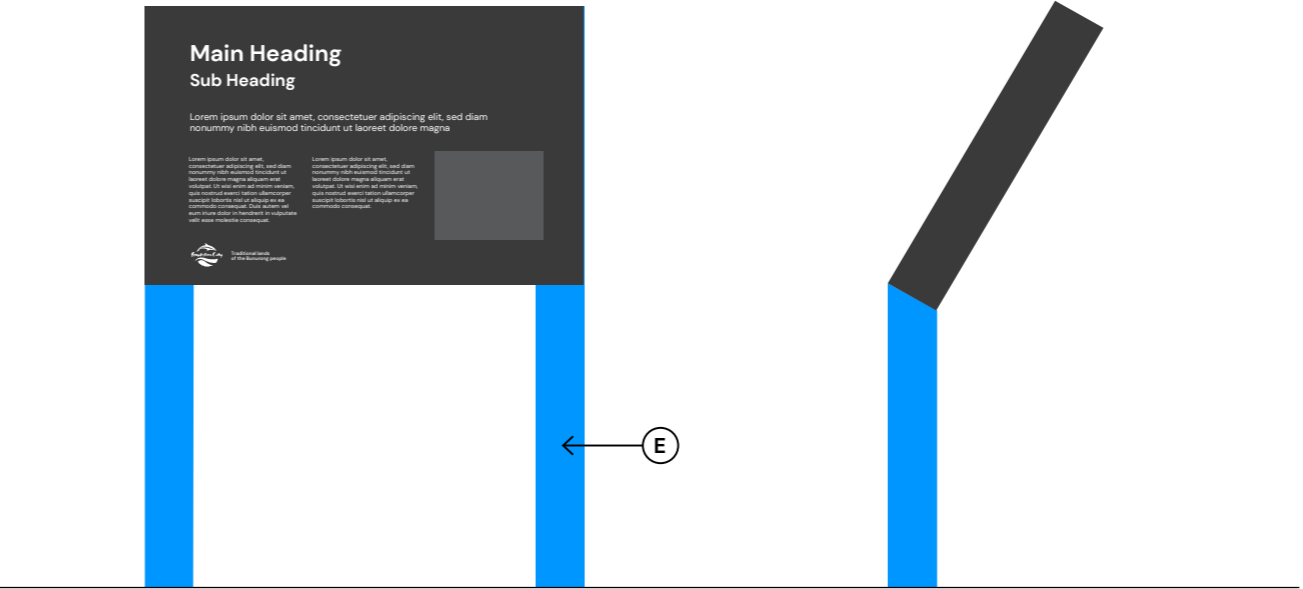 Main Heading
Sub Heading
Lorem ipsum dolor sit amet, consectetuer adipiscing elit, sed diam
nonummy nibh euismod tincidunt ut laoreet dolore magna
Lorem ipsum dolor sit amet,
consectetuer adipiscing elit, sed diam
nonummy nibh euismod tincidunt ut
laoreet dolore magna aliquam erat
volutpat. Ut wisi enim ad minim veniam,
quis nostrud exerci tation ullamcorper
suscipit lobortis nisl ut aliquip ex ea
commodo consequat. Duis autem vel
eum iriure dolor in hendrerit in vulputate
velit esse molestie consequat.
Lorem ipsum dolor sit amet,
consectetuer adipiscing elit, sed diam
nonummy nibh euismod tincidunt ut
laoreet dolore magna aliquam erat
volutpat. Ut wisi enim ad minim veniam,
quis nostrud exerci tation ullamcorper
suscipit lobortis nisl ut aliquip ex ea
commodo consequat.
Traditional lands
of the Bunurong people
E